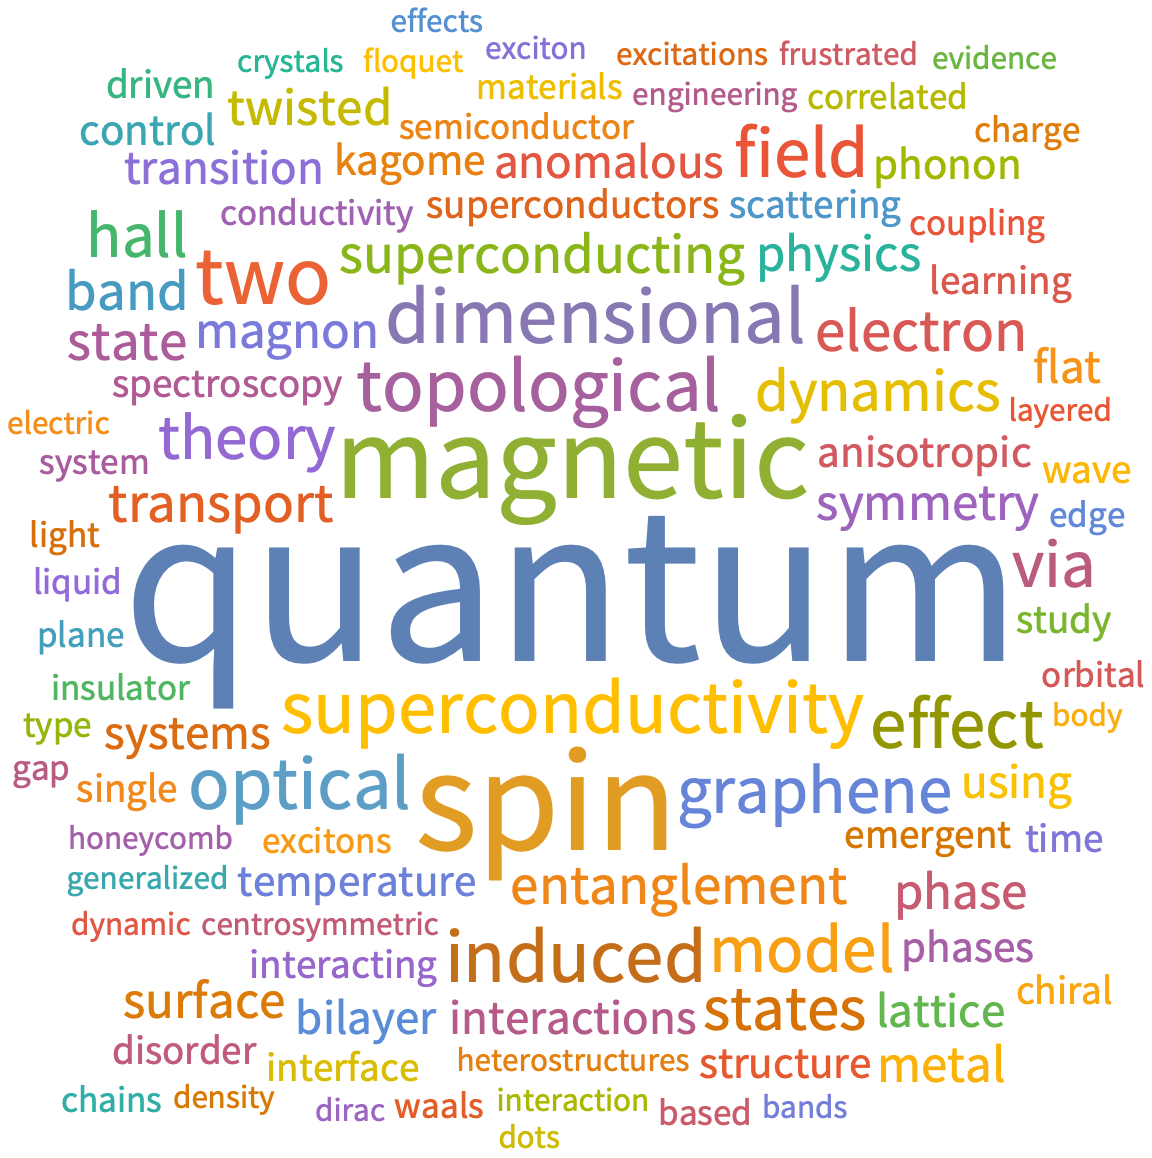 effects
crystals floquet exciton excitations frustrated evidence
driven twisted materials engineering correlated
control semiconductor field charge
transition kagome anomalous phonon
conductivity superconductors scattering coupling
hall two superconducting physics learning
band dimensional
state magnon electron flat
spectroscopy topological dynamics layered
electric theory magnetic anisotropic wave
system transport symmetry edge
light quantum via
liquid study
plane orbital
insulator superconductivity effect body
type systems
gap single optical spin graphene using
honeycomb excitons emergent time
generalized temperature entanglement phase
dynamic centrosymmetric induced model phases
interacting
surface bilayer interactions states lattice chiral
disorder interface heterostructures structure metal
chains density dirac waals interaction based bands
dots